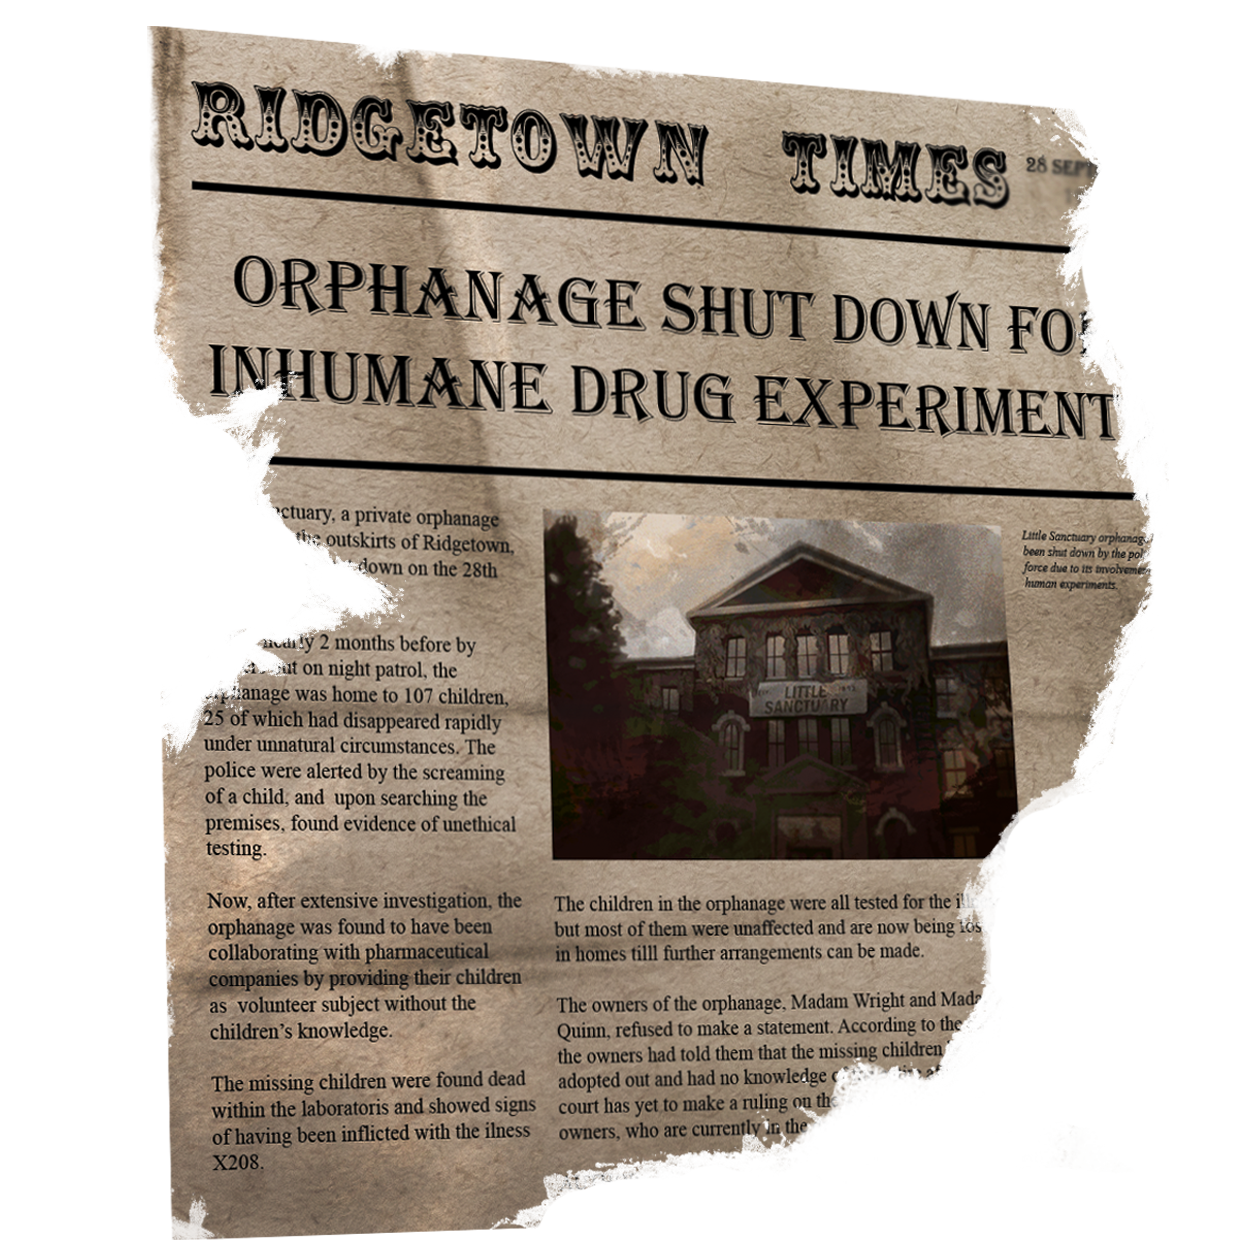 RIDGETOWN TIMES
28 SEPT
ORPHANAGE SHUT DOWN FOR
INHUMANE DRUG EXPERIMENT
a private orphanage
the outskirts of Ridgetown,
down on the 28th
2 months before by
on night patrol, the
orphanage was home to 107 children,
25 of which had disappeared rapidly
under unnatural circumstances. The
police were alerted by the screaming
of a child, and upon searching the
premises, found evidence of unethical
testing.
Now, after extensive investigation, the
orphanage was found to have been
collaborating with pharmaceutical
companies by providing their children
as volunteer subject without the
children's knowledge.
The missing children were found dead
within the laboratoris and showed signs
of having been inflicted with the ilness
X208.
LITTLE
SANCTUARY
Little Sanctuary orphanag
been shut down by the pol
force due to its involvemen
human experiments.
The children in the orphanage were all tested for the
but most of them were unaffected and are now being
in homes tilll further arrangements can be made.
The owners of the orphanage, Madam Wright and Mada
Quinn, refused to make a statement. According to the
the owners had told them that the missing children
adopted out and had no knowledge
court has yet to make a ruling on the
owners, who are currently in the